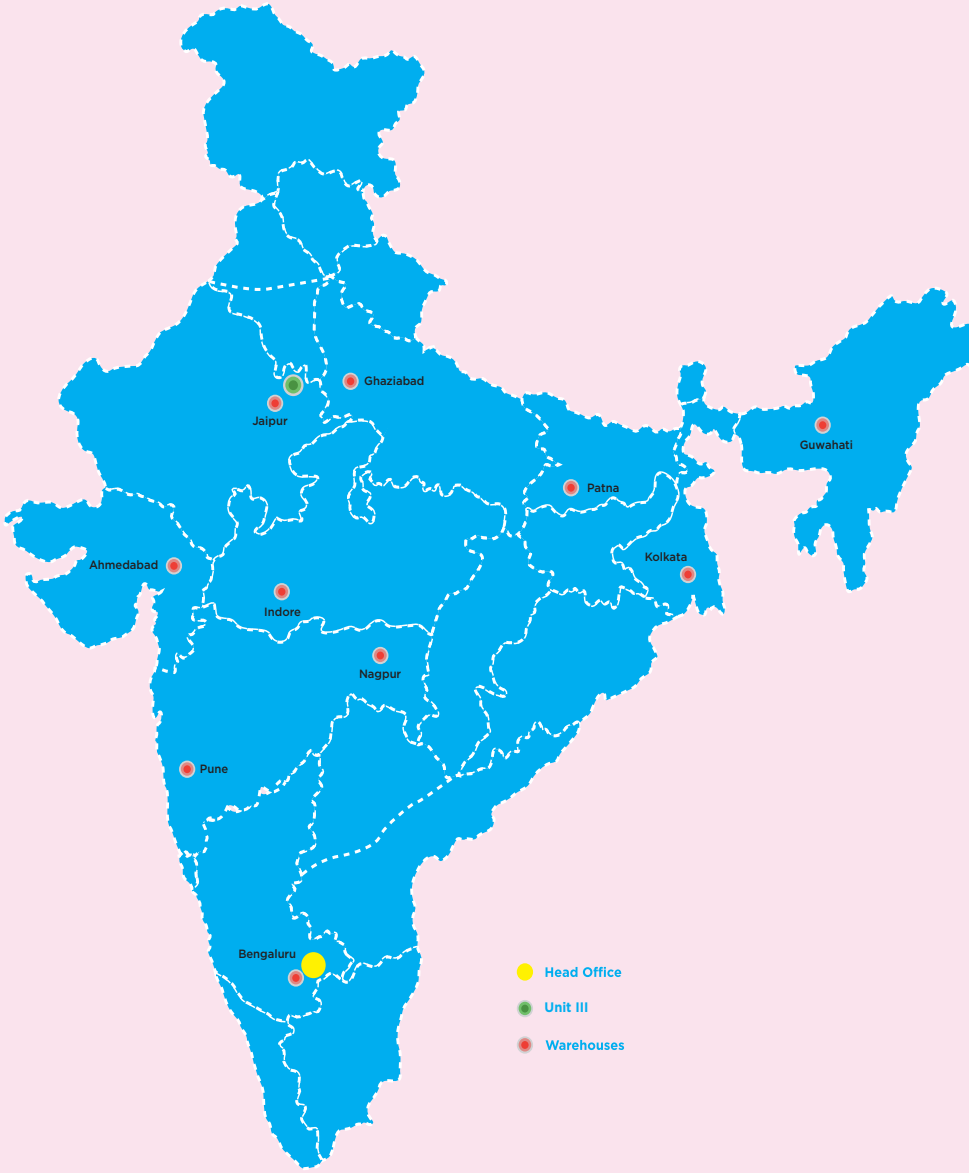 Ghaziabad
Jaipur
Guwahati
Patna
Kolkata
Ahmedabad
Indore
Nagpur
Pune
Bengaluru
Head Office
Unit III
Warehouses